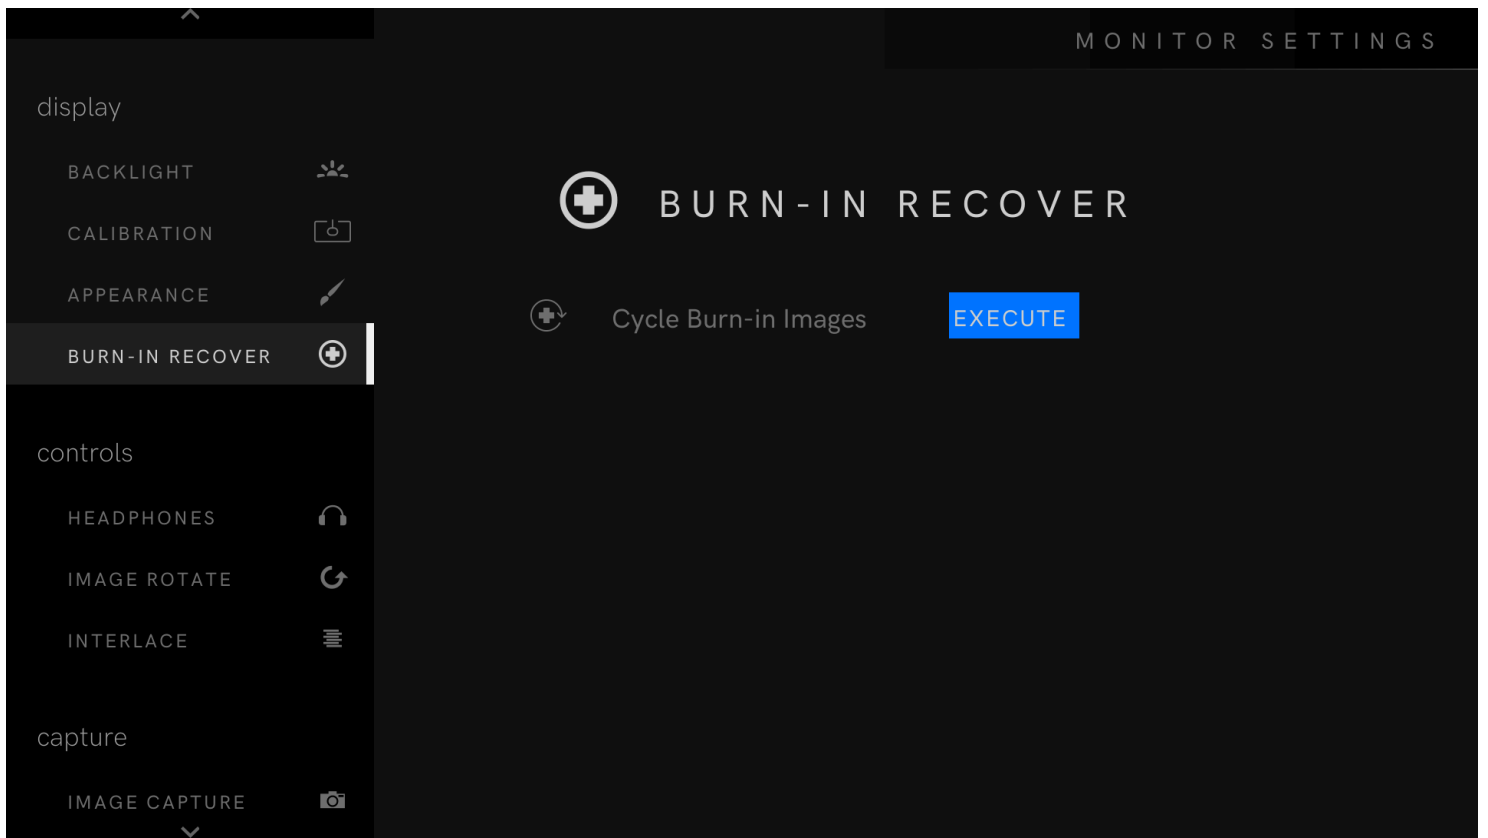 MONITOR SETTINGS
display
BACKLIGHT
CALIBRATION
APPEARANCE
BURN-IN RECOVER
controls
HEADPHONES
IMAGE ROTATE
INTERLACE
capture
IMAGE CAPTURE
BURN-IN RECOVER
Cycle Burn-in Images EXECUTE